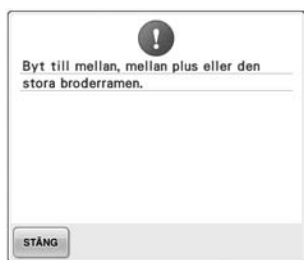 Byt till mellan, mellan plus eller den
stora broderramen.
STÄNG